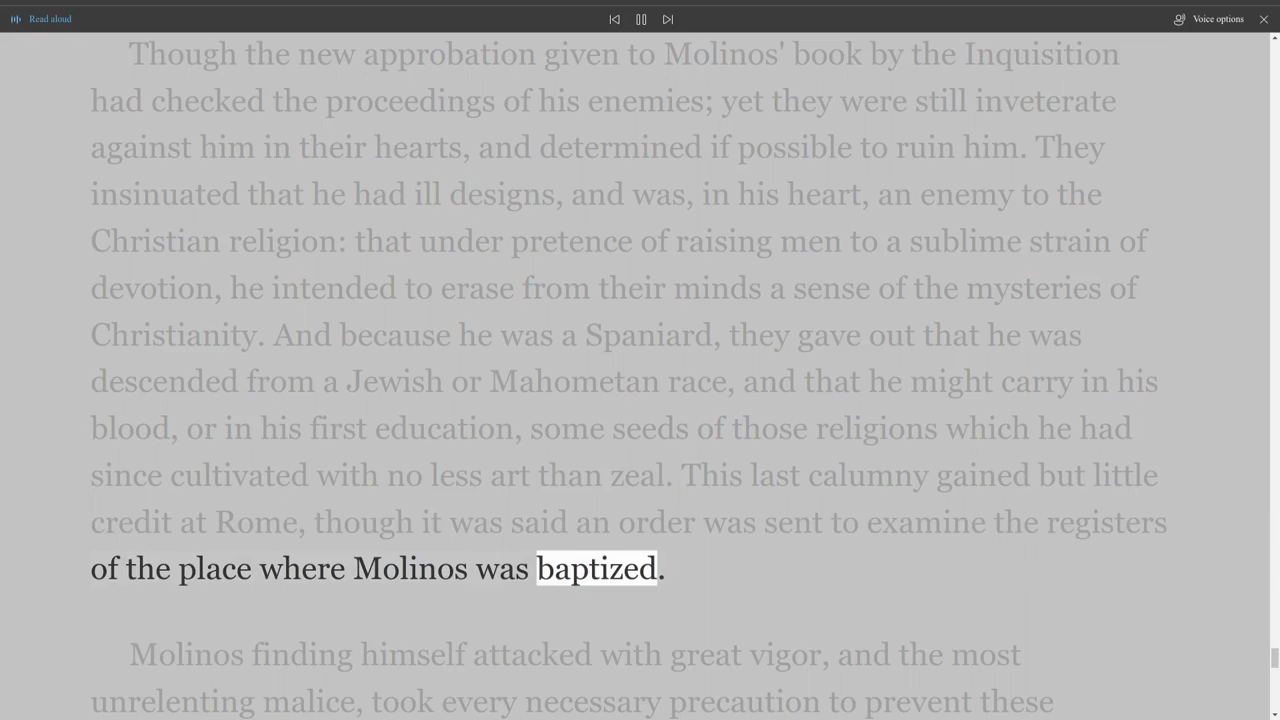 Read aloud
Voice options
Though the new approbation given to Molinos' book by the Inquisition
had checked the proceedings of his enemies; yet they were still inveterate
against him in their hearts, and determined if possible to ruin him. They
insinuated that he had ill designs, and was, in his heart, an enemy to the
Christian religion: that under pretence of raising men to a sublime strain of
devotion, he intended to erase from their minds a sense of the mysteries of
Christianity. And because he was a Spaniard, they gave out that he was
descended from a Jewish or Mahometan race, and that he might carry in his
blood, or in his first education, some seeds of those religions which he had
since cultivated with no less art than zeal. This last calumny gained but little
credit at Rome, though it was said an order was sent to examine the registers
of the place where Molinos was baptized.
Molinos finding himself attacked with great vigor, and the most
unrelenting malice, took every necessary precaution to prevent these